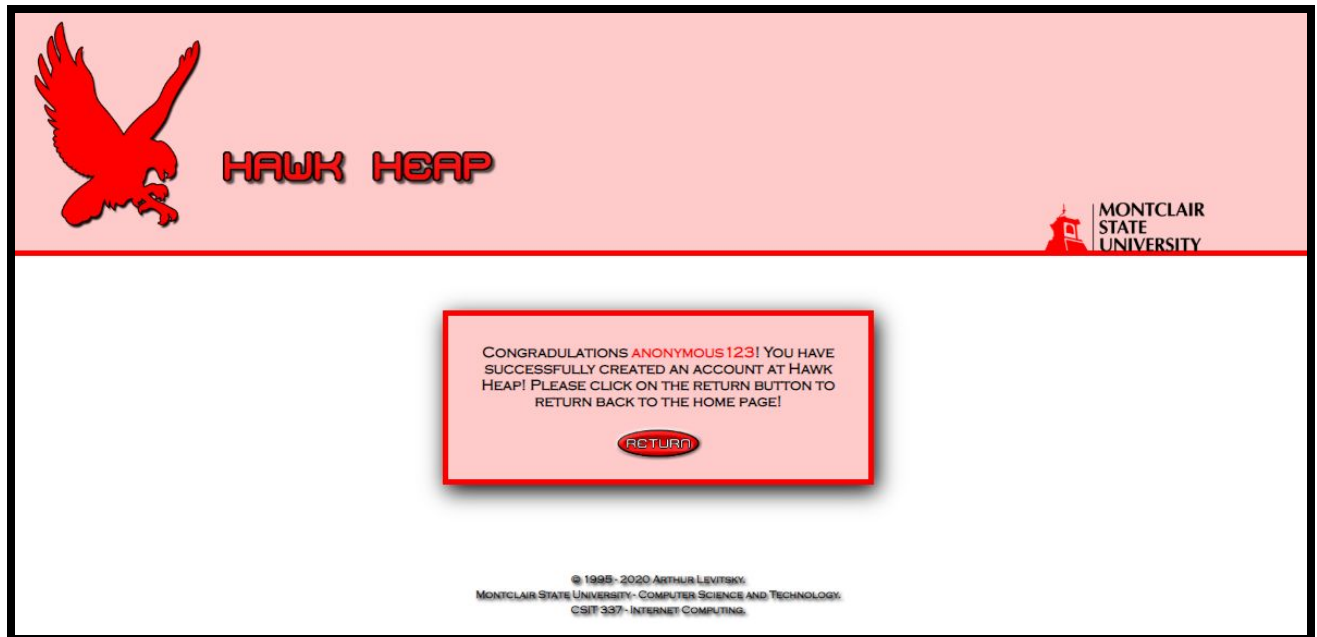 HAWK HEAP
MONTCLAIR
STATE
UNIVERSITY
CONGRADULATIONS ANONYMOUS123! YOU HAVE
SUCCESSFULLY CREATED AN ACCOUNT AT HAWK
HEAP! PLEASE CLICK ON THE RETURN BUTTON TO
RETURN BACK TO THE HOME PAGE!
RETURN
© 1995 - 2020 ARTHUR LEVITSKY.
MONTCLAIR STATE UNIVERSITY - COMPUTER SCIENCE AND TECHNOLOGY.
CSIT 337 - INTERNET COMPUTING.